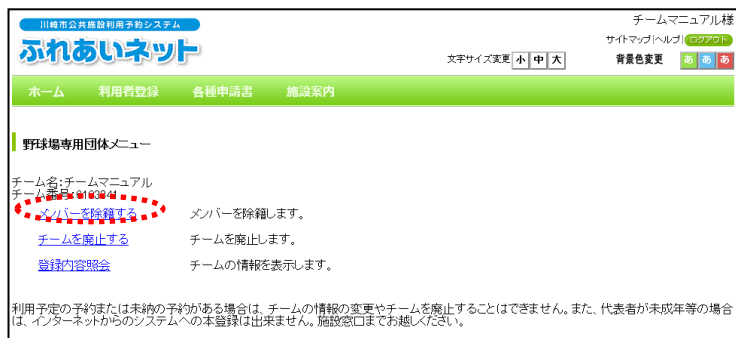 川崎市公共施設利用予約システム
ふれあいネット
チームマニュアル様
サイトマップ|ヘルプ|ログアウト
文字サイズ変更 小 中 大 背景色変更 あ あ あ
ホーム 利用者登録 各種申請書 施設案内
野球場専用団体メニュー
チーム名:チームマニュアル
チーム番号:
メンバーを除籍する メンバーを除籍します。
チームを廃止する チームを廃止します。
登録内容照会 チームの情報を表示します。
利用予定の予約または未納の予約がある場合は、チームの情報の変更やチームを廃止することはできません。また、代表者が未成年等の場合
は、インターネットからのシステムへの本登録は出来ません。施設窓口までお越しください。